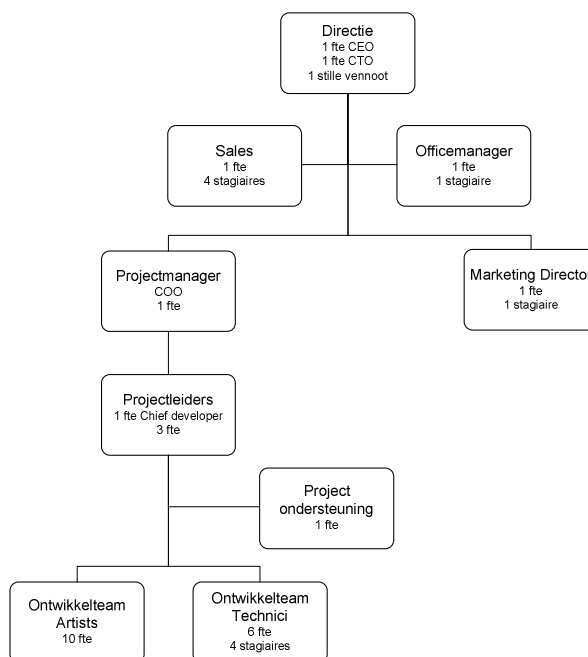 Directie
1 fte CEO
1 fte CTO
1 stille vennoot
Sales
1 fte
4 stagiaires
Officemanager
1 fte
1 stagiaire
Projectmanager
COO
1 fte
Marketing Director
1 fte
1 stagiaire
Projectleiders
1 fte Chief developer
3 fte
Project
ondersteuning
1 fte
Ontwikkelteam
Artists
10 fte
Ontwikkelteam
Technici
6 fte
4 stagiaires